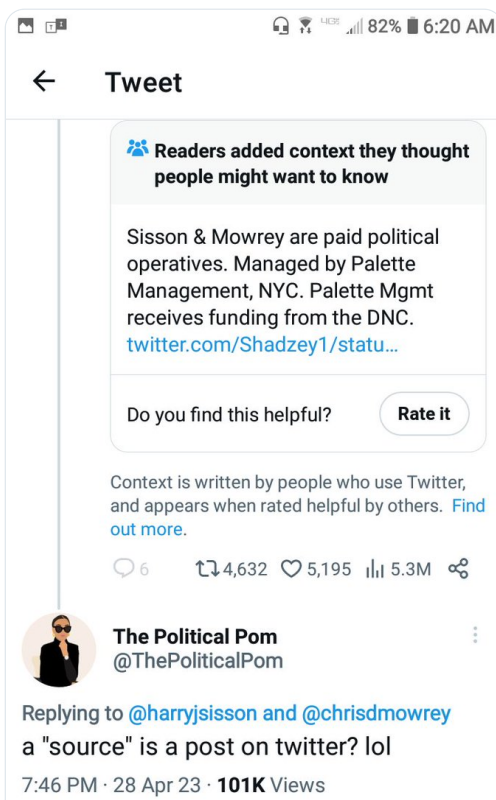 82% 6:20 AM
Tweet
Readers added context they thought
people might want to know
Sisson & Mowrey are paid political
operatives. Managed by Palette
Management, NYC. Palette Mgmt
receives funding from the DNC.
twitter.com/Shadzey1/statu...
Do you find this helpful?
Rate it
Context is written by people who use Twitter,
and appears when rated helpful by others. Find
out more.
6 4,632 5,195 5.3M
The Political Pom
@ThePoliticalPom
Replying to @harryjsisson and @chrisdmowrey
a "source" is a post on twitter? lol
7:46 PM · 28 Apr 23 · 101K Views